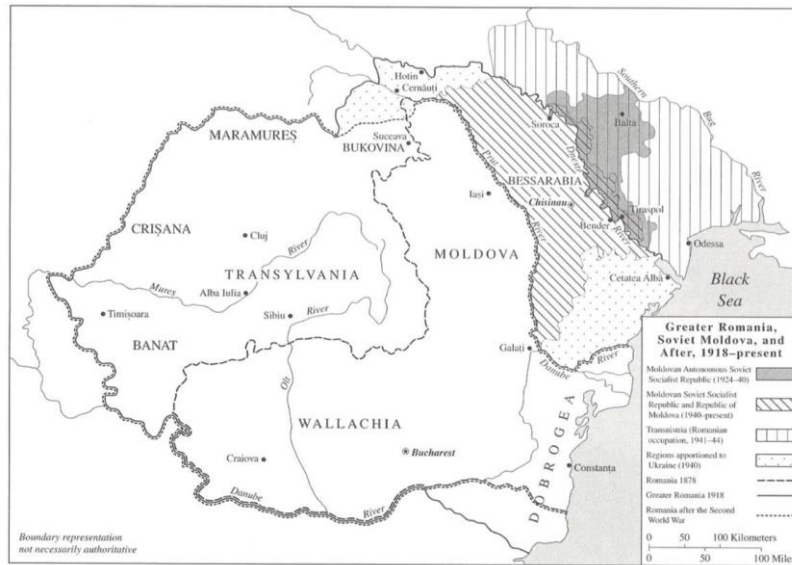 Hotin
Cernăuți
MARAMUREȘ
Suceava
BUKOVINA
Soroca
Balta
Southern
Bug
River
Prut
River
Dniestr
River
BESSARABIA
CRIȘANA
Iași
Chisinau
Tiraspol
Bender
Cluj
MOLDOVA
Odessa
River
TRANSYLVANIA
Cetatea Albă
Black
Sea
Mureș
Alba Iulia
Timișoara
Sibiu
River
BANAT
Galați
River
Danube
Olt
WALLACHIA
DOBROGEA
Craiova
Bucharest
Constanța
Danube
River
Greater Romania,
Soviet Moldova, and
After, 1918–present
Moldovan Autonomous Soviet
Socialist Republic (1924–40)
Moldovan Soviet Socialist
Republic and Republic of
Moldova (1940–present)
Transnistria (Romanian
occupation, 1941–44)
Regions apportioned to
Ukraine (1940)
Romania 1878
Greater Romania 1918
Romania after the Second
World War
0 50 100 Kilometers
0 50 100 Miles
Boundary representation
not necessarily authoritative